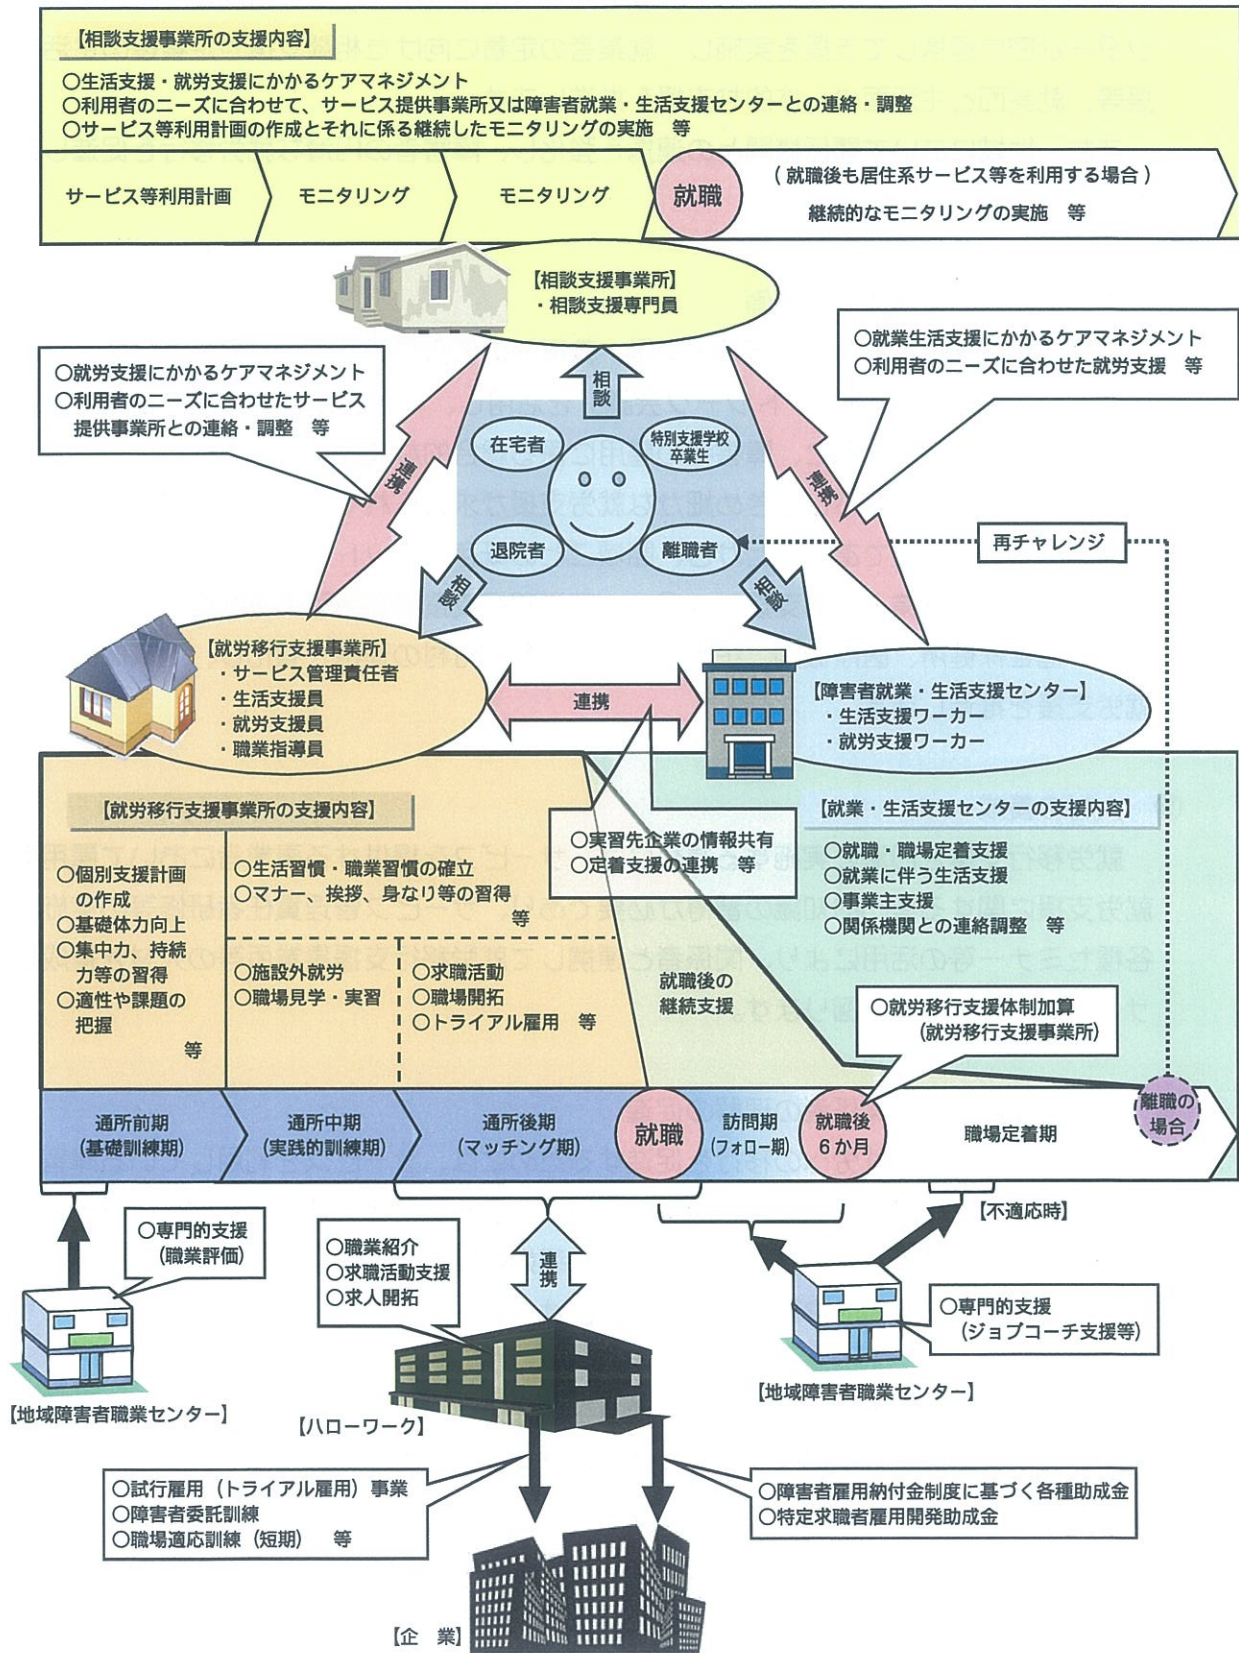 【相談支援事業所の支援内容】
○生活支援・就労支援にかかるケアマネジメント
○利用者のニーズに合わせて、サービス提供事業所又は障害者就業・生活支援センターとの連絡・調整
○サービス等利用計画の作成とそれに係る継続したモニタリングの実施　等
サービス等利用計画
モニタリング
モニタリング
就職
（就職後も居住系サービス等を利用する場合）
継続的なモニタリングの実施　等
【相談支援事業所】
・相談支援専門員
○就労支援にかかるケアマネジメント
○利用者のニーズに合わせたサービス
提供事業所との連絡・調整　等
○就業生活支援にかかるケアマネジメント
○利用者のニーズに合わせた就労支援　等
連携
相談
連携
在宅者
特別支援学校
卒業生
退院者
離職者
再チャレンジ
相談
相談
【就労移行支援事業所】
・サービス管理責任者
・生活支援員
・就労支援員
・職業指導員
連携
【障害者就業・生活支援センター】
・生活支援ワーカー
・就労支援ワーカー
【就労移行支援事業所の支援内容】
○個別支援計画
の作成
○基礎体力向上
○集中力、持続
力等の習得
○適性や課題の
把握
等
○生活習慣・職業習慣の確立
○マナー、挨拶、身なり等の習得
等
○施設外就労
○職場見学・実習
○求職活動
○職場開拓
○トライアル雇用　等
○実習先企業の情報共有
○定着支援の連携　等
【就業・生活支援センターの支援内容】
○就職・職場定着支援
○就業に伴う生活支援
○事業主支援
○関係機関との連絡調整　等
就職後の
継続支援
○就労移行支援体制加算
(就労移行支援事業所)
通所前期
(基礎訓練期)
通所中期
(実践的訓練期)
通所後期
(マッチング期)
就職
訪問期
(フォロー期)
就職後
6か月
職場定着期
離職の
場合
○専門的支援
(職業評価)
【地域障害者職業センター】
○職業紹介
○求職活動支援
○求人開拓
連携
【ハローワーク】
【不適応時】
○専門的支援
(ジョブコーチ支援等)
【地域障害者職業センター】
○試行雇用（トライアル雇用）事業
○障害者委託訓練
○職場適応訓練（短期）　等
○障害者雇用納付金制度に基づく各種助成金
○特定求職者雇用開発助成金
【企　業】